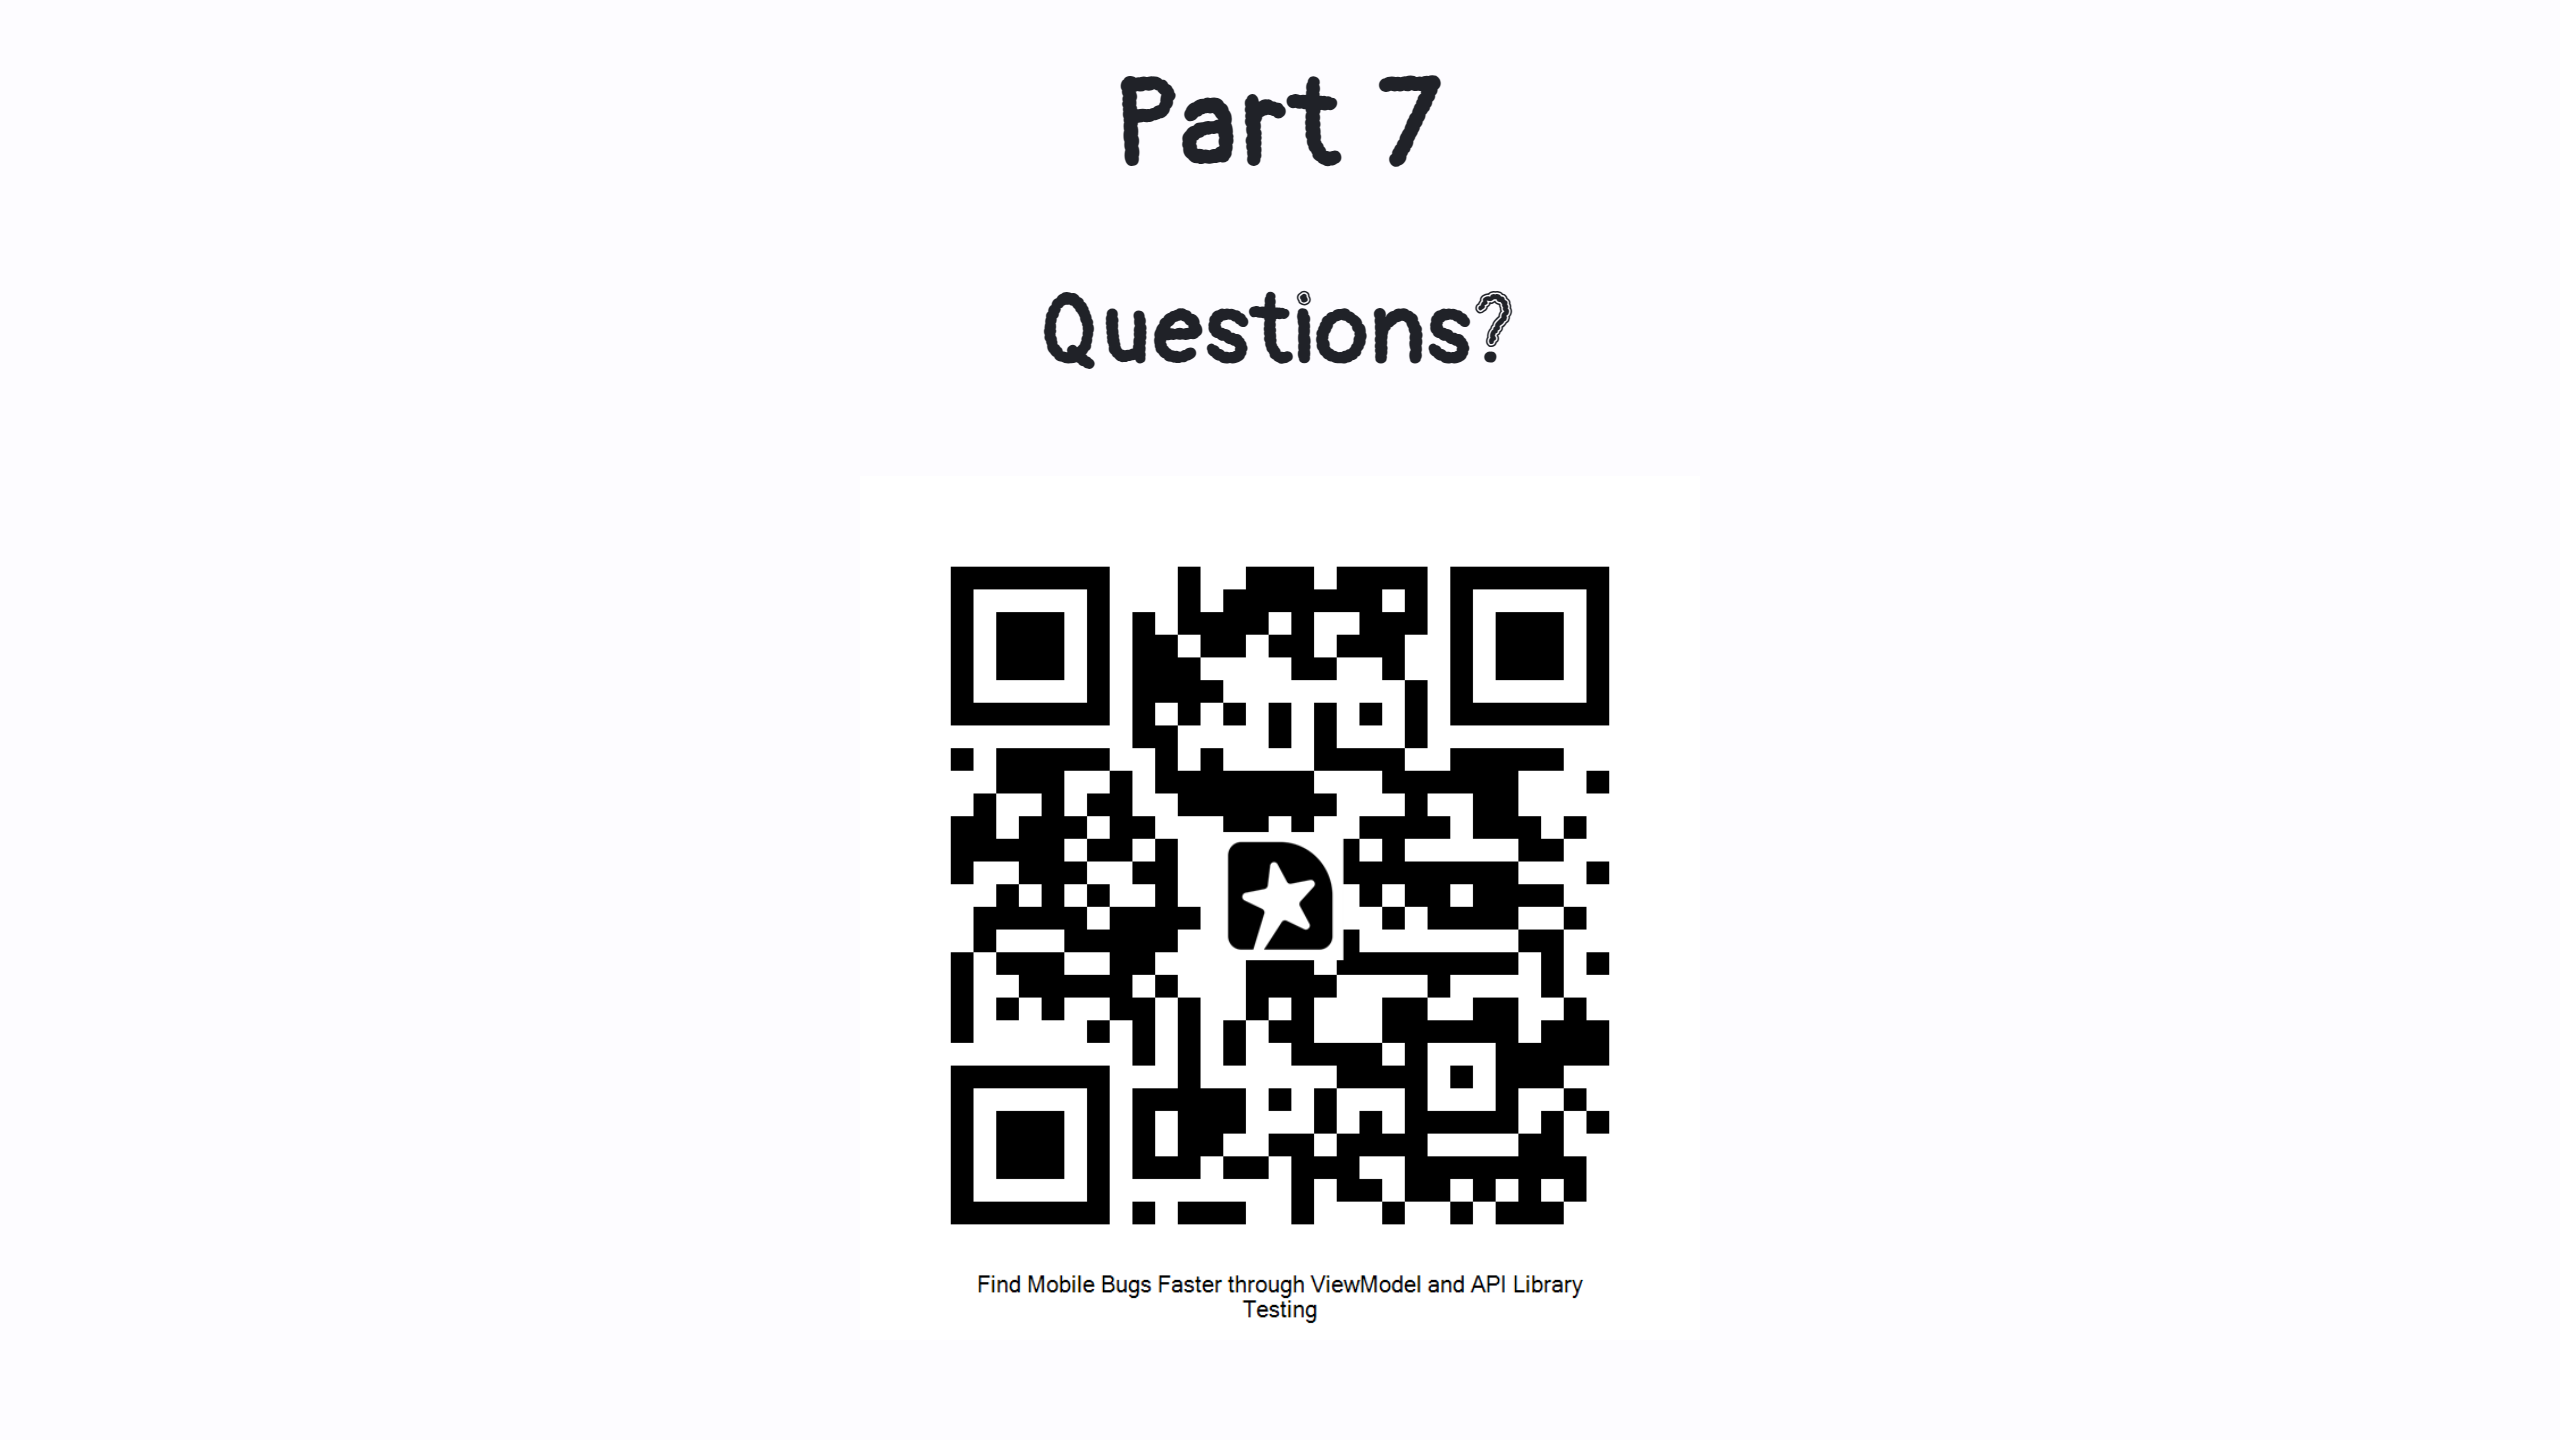 Part 7
Questions?
Find Mobile Bugs Faster through ViewModel and API Library
Testing